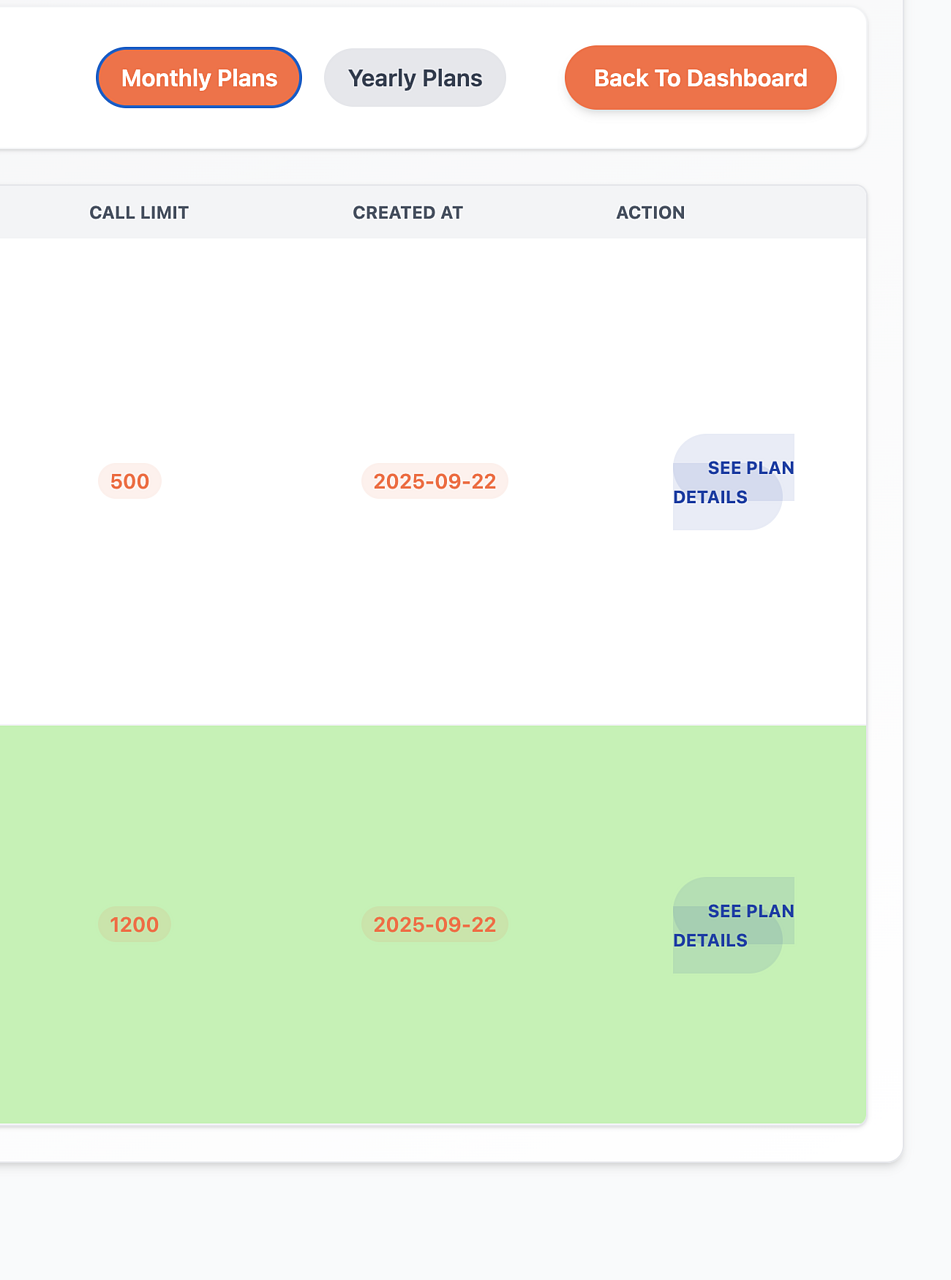 Monthly Plans Yearly Plans Back To Dashboard
CALL LIMIT CREATED AT ACTION
500 2025-09-22 SEE PLAN
DETAILS
1200 2025-09-22 SEE PLAN
DETAILS